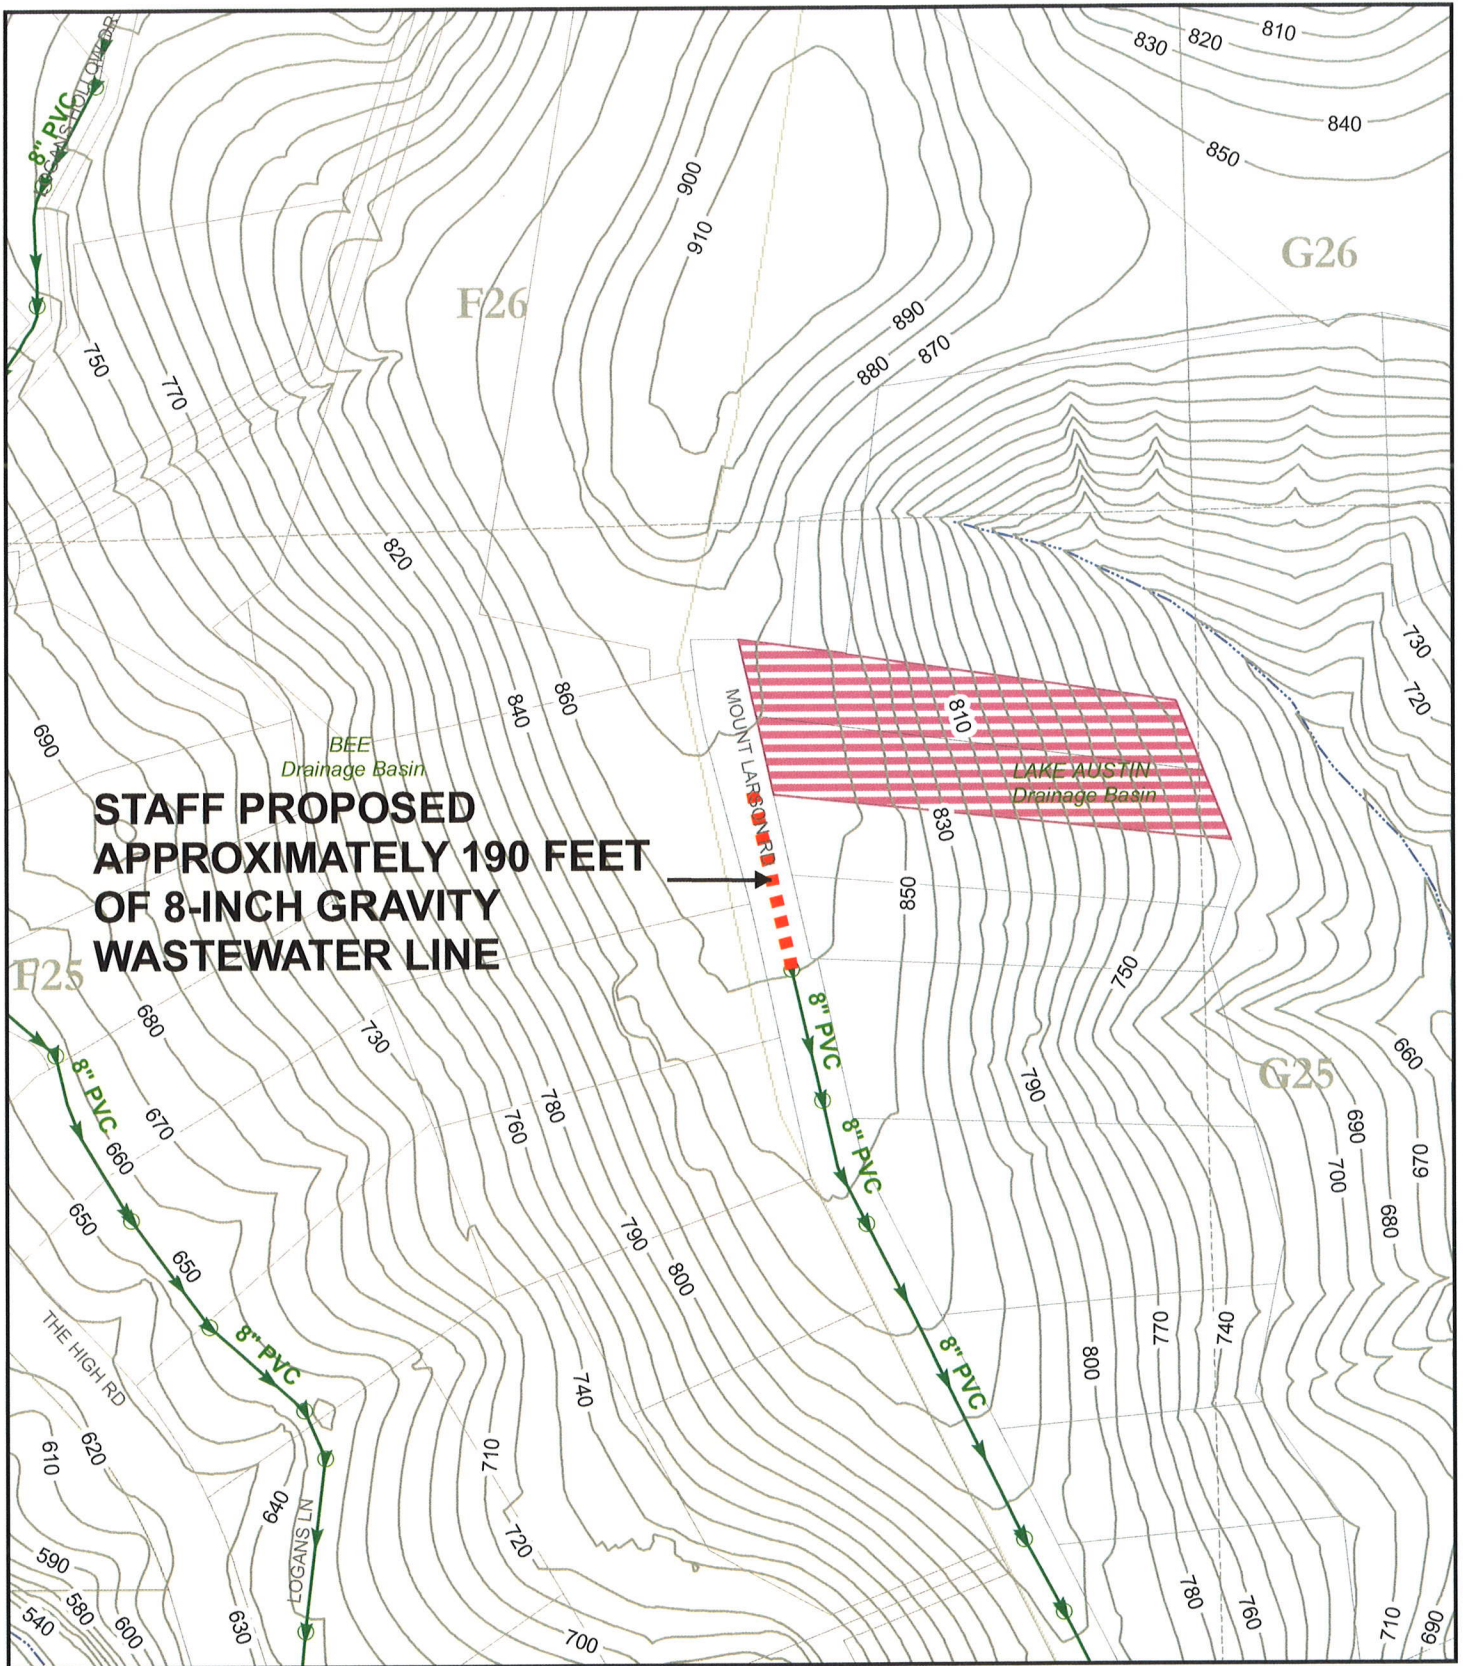 810
820
830
840
850
LOGANS HOLLOW DR
8" PVC
900
910
G26
F26
890
870
880
750
770
820
730
720
690
840
860
MOUNT LARSON RD
810
BEE
Drainage Basin
LAKE AUSTIN
Drainage Basin
830
STAFF PROPOSED
APPROXIMATELY 190 FEET
OF 8-INCH GRAVITY
WASTEWATER LINE
850
F25
750
680
730
8" PVC
660
G25
8" PVC
790
780
760
670
660
650
8" PVC
690
700
670
680
790
800
650
THE HIGH RD
8" PVC
8" PVC
740
770
740
800
610
620
710
640
LOGANS LN
720
590
580
540
600
630
700
780
760
710
690